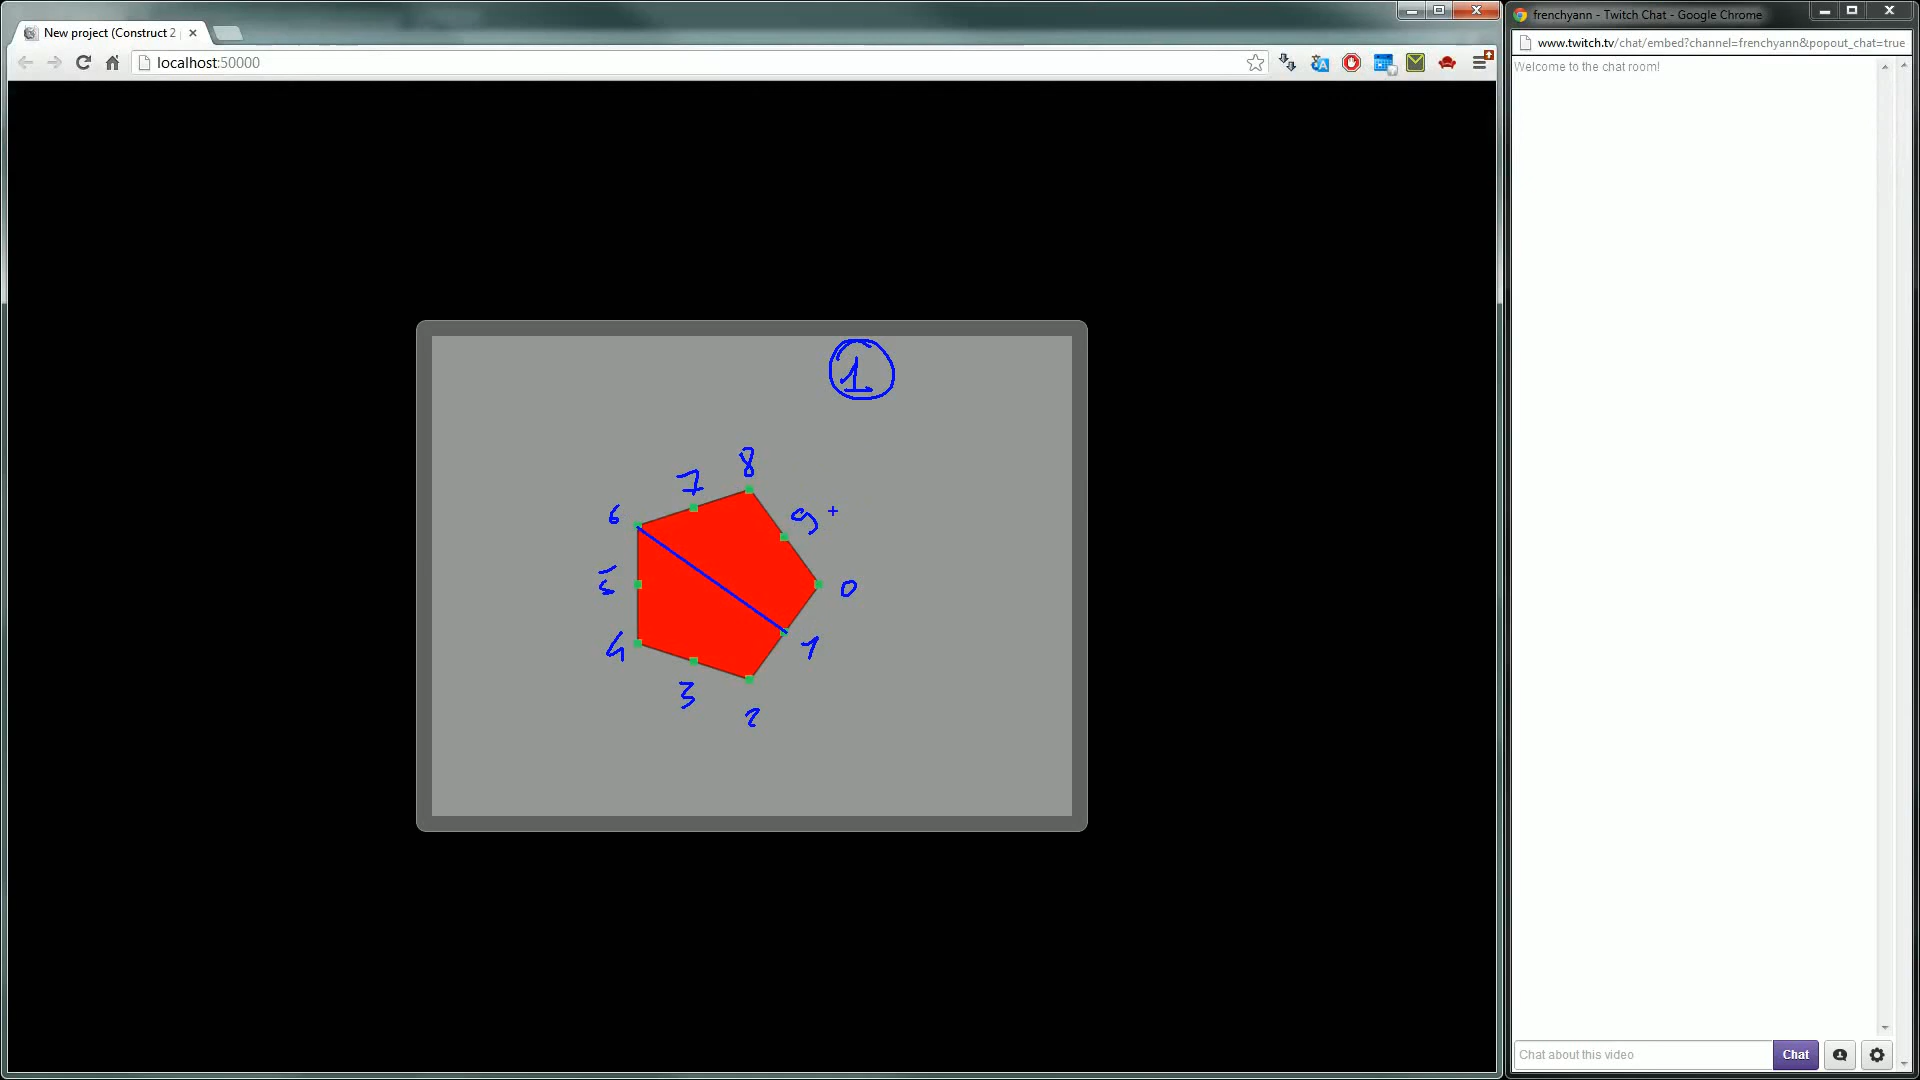 New project (Construct 2
localhost:50000
1
8
7
9
6
5
0
4
1
3
2
frenchyann - Twitch Chat - Google Chrome
www.twitch.tv/chat/embed?channel=frenchyann&popout_chat=true
Welcome to the chat room!
Chat about this video
Chat